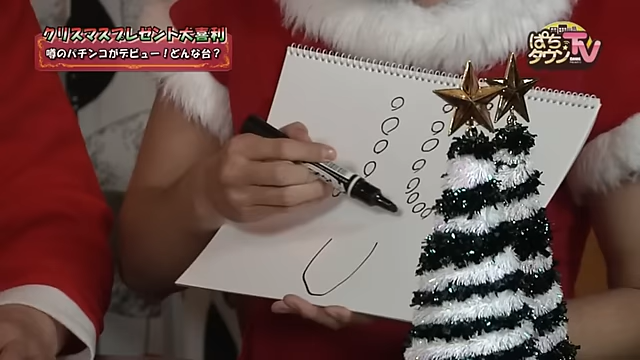 クリスマスプレゼント大喜利
噂のパチンコがデビュー!どんな台?
ぱち
タウンTV